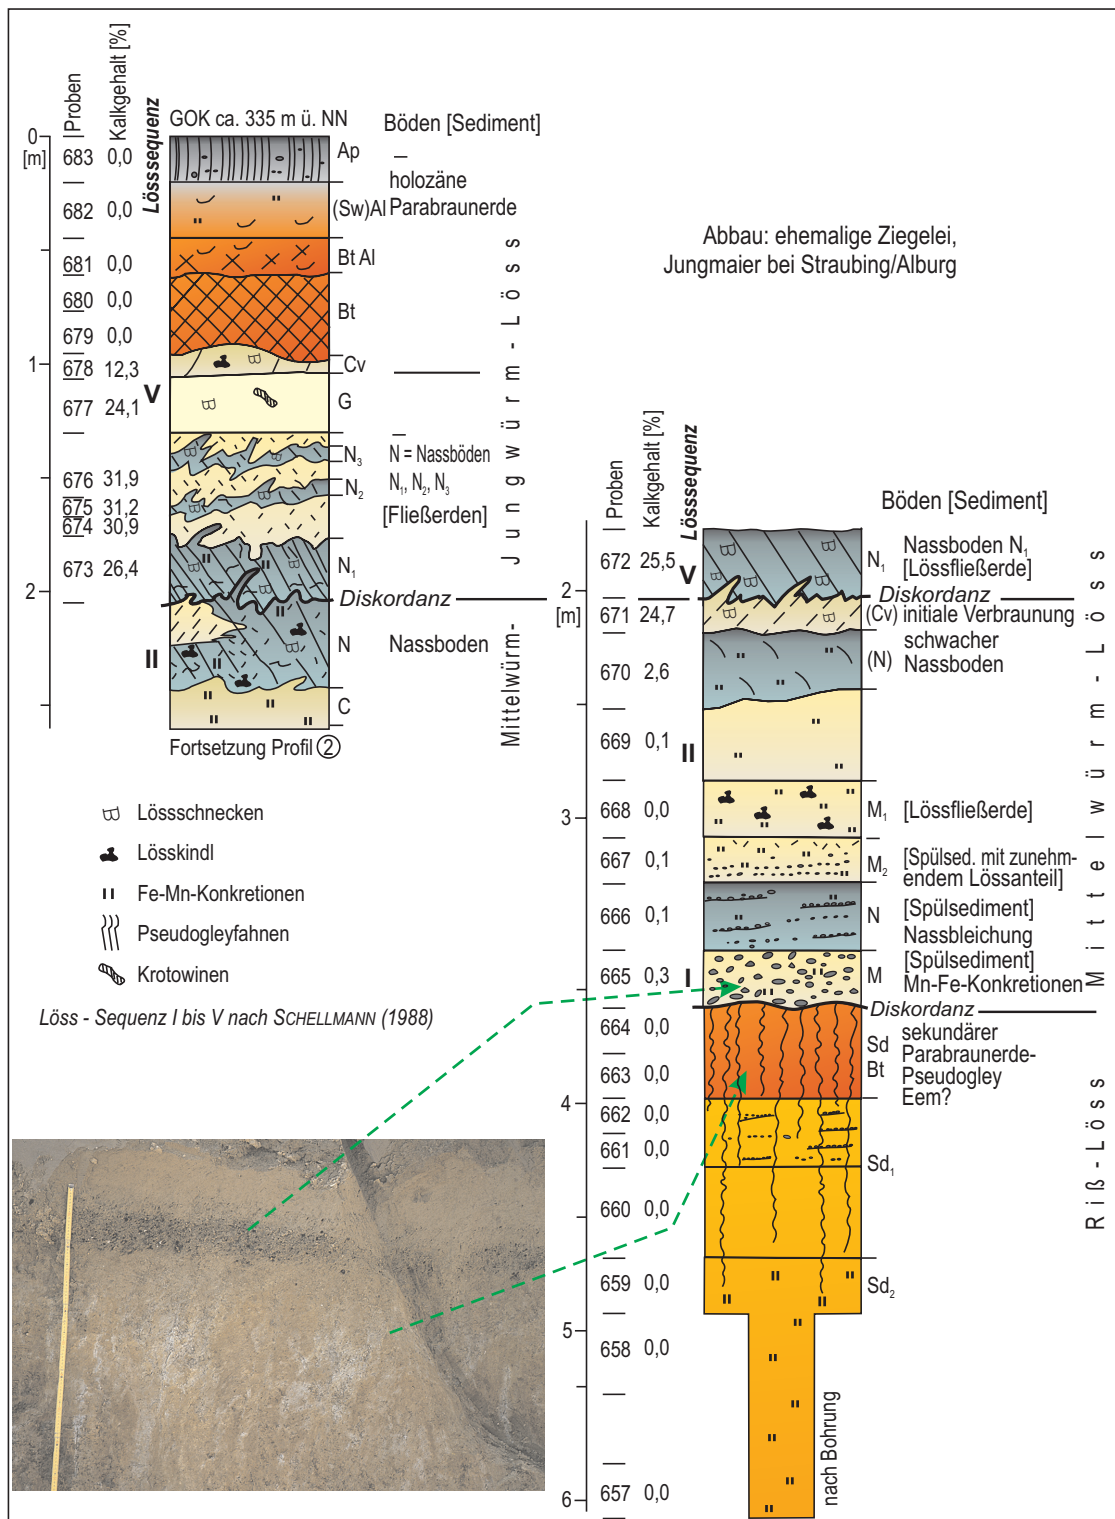 Proben
Kalkgehalt [%]
Lösssequenz
GOK ca. 335 m ü. NN
Böden [Sediment]
0
[m]
683 0,0
Ap
–
holozäne
Parabraunerde
682 0,0
(Sw)Al
681 0,0
Bt Al
680 0,0
Bt
679 0,0
1
678 12,3
Cv
V
677 24,1
G
–
N3
N = Nassböden
676 31,9
N2
N1, N2, N3
675 31,2
[Fließerden]
674 30,9
673 26,4
N1
2
Diskordanz
II
N
Nassboden
C
Jungwürm-Löss
Mittelwürm-
Fortsetzung Profil 2
Lössschnecken
Lösskindl
Fe-Mn-Konkretionen
Pseudogleyfahnen
Krotowinen
Löss - Sequenz I bis V nach SCHELLMANN (1988)
Abbau: ehemalige Ziegelei,
Jungmaier bei Straubing/Alburg
Proben
Kalkgehalt [%]
Lösssequenz
Böden [Sediment]
672 25,5
V
N1
Nassboden N1
[Lössfließerde]
2
[m]
Diskordanz
671 24,7
(Cv) initiale Verbraunung
670 2,6
(N)
schwacher
Nassboden
669 0,1
II
668 0,0
M1
[Lössfließerde]
3
667 0,1
M2
[Spülsed. mit zunehm-
endem Lössanteil]
666 0,1
N
[Spülsediment]
Nassbleichung
665 0,3
I
M
[Spülsediment]
Mn-Fe-Konkretionen
Diskordanz
664 0,0
Sd
Bt
sekundärer
Parabraunerde-
Pseudogley
Eem?
663 0,0
4
662 0,0
661 0,0
Sd1
660 0,0
659 0,0
Sd2
5
658 0,0
6
657 0,0
nach Bohrung
Mittelwürm-Löss
Riß-Löss